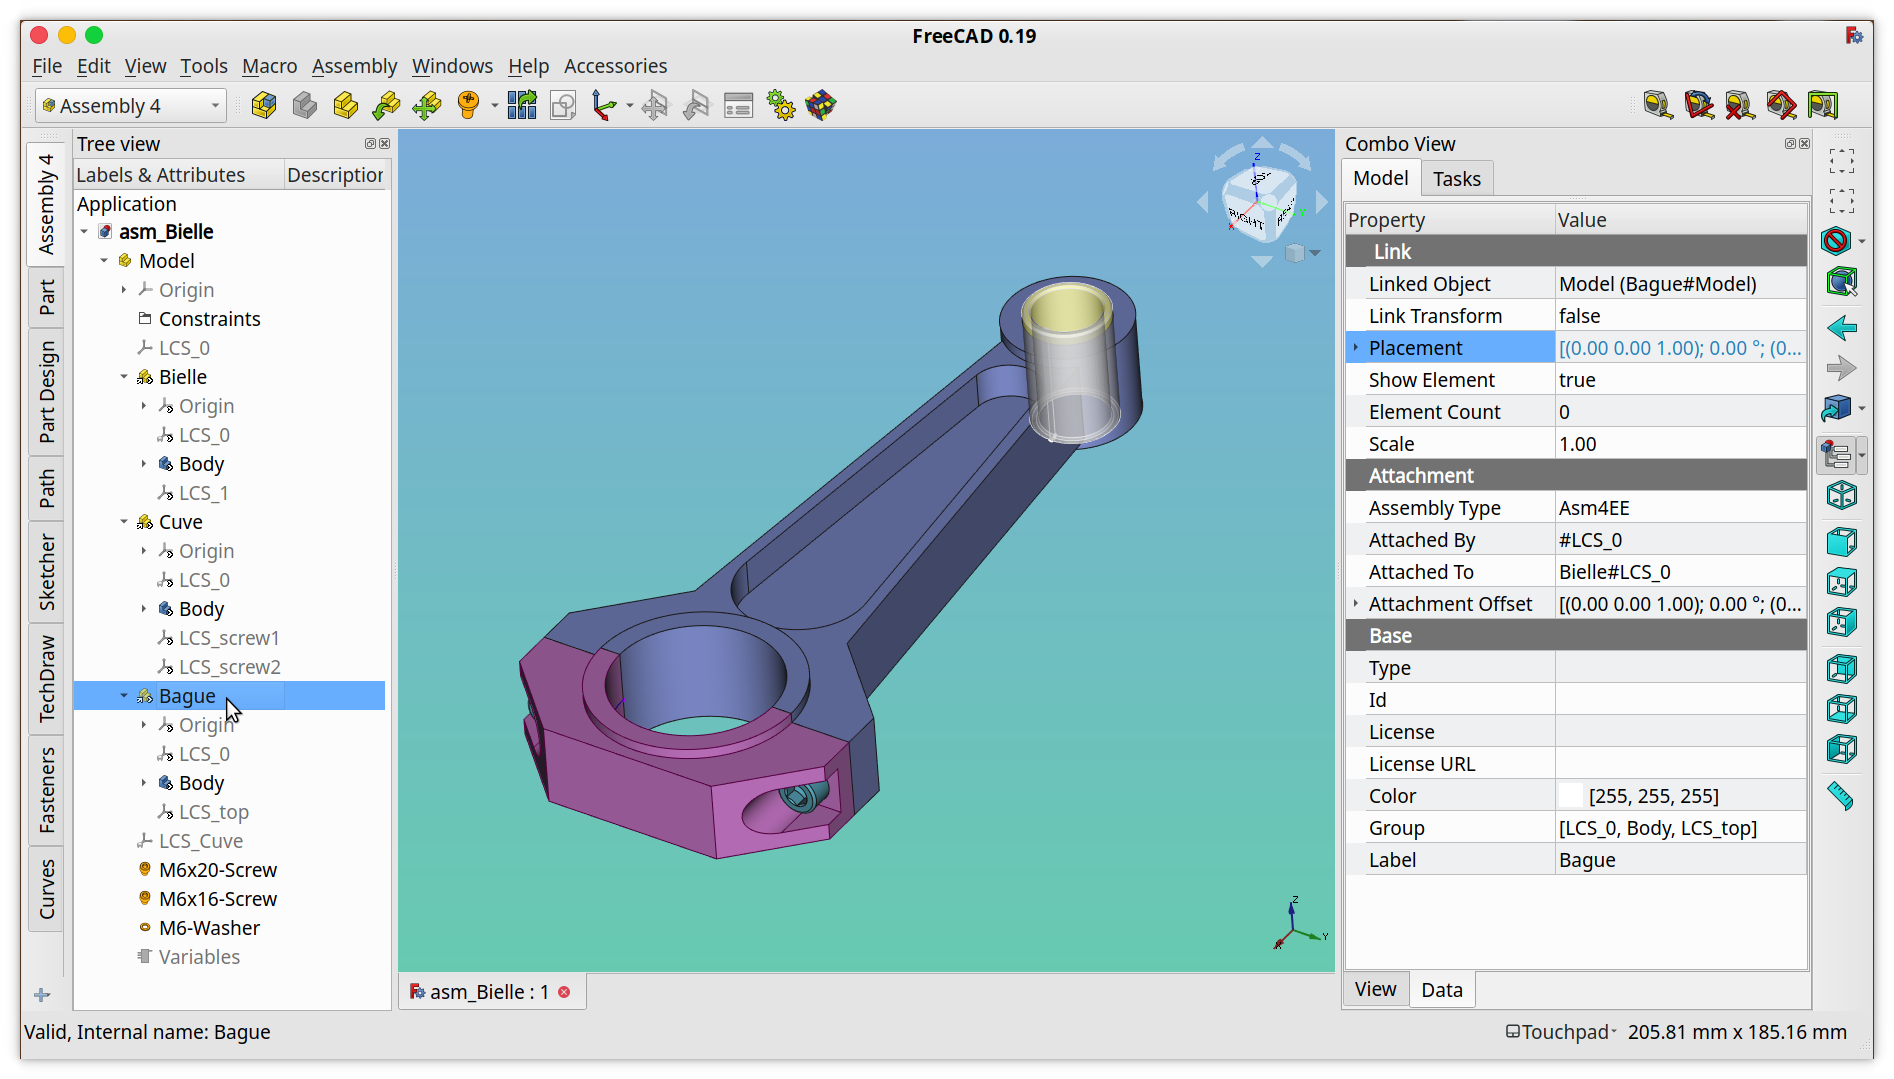 FreeCAD 0.19
File Edit View Tools Macro Assembly Windows Help Accessories
Assembly 4
Assembly 4
Part
Part Design
Path
Sketcher
TechDraw
Fasteners
Curves
Tree view
Labels & Attributes Description
Application
asm_Bielle
Model
Origin
Constraints
LCS_0
Bielle
Origin
LCS_0
Body
LCS_1
Cuve
Origin
LCS_0
Body
LCS_screw1
LCS_screw2
Bague
Origin
LCS_0
Body
LCS_top
LCS_Cuve
M6x20-Screw
M6x16-Screw
M6-Washer
Variables
Z
RIGHT
Y
X
Z
Y
X
asm_Bielle : 1
Combo View
Model Tasks
Property Value
Link
Linked Object Model (Bague#Model)
Link Transform false
Placement [(0.00 0.00 1.00); 0.00 °; (0...
Show Element true
Element Count 0
Scale 1.00
Attachment
Assembly Type Asm4EE
Attached By #LCS_0
Attached To Bielle#LCS_0
Attachment Offset [(0.00 0.00 1.00); 0.00 °; (0...
Base
Type
Id
License
License URL
Color [255, 255, 255]
Group [LCS_0, Body, LCS_top]
Label Bague
View Data
Valid, Internal name: Bague
Touchpad 205.81 mm x 185.16 mm